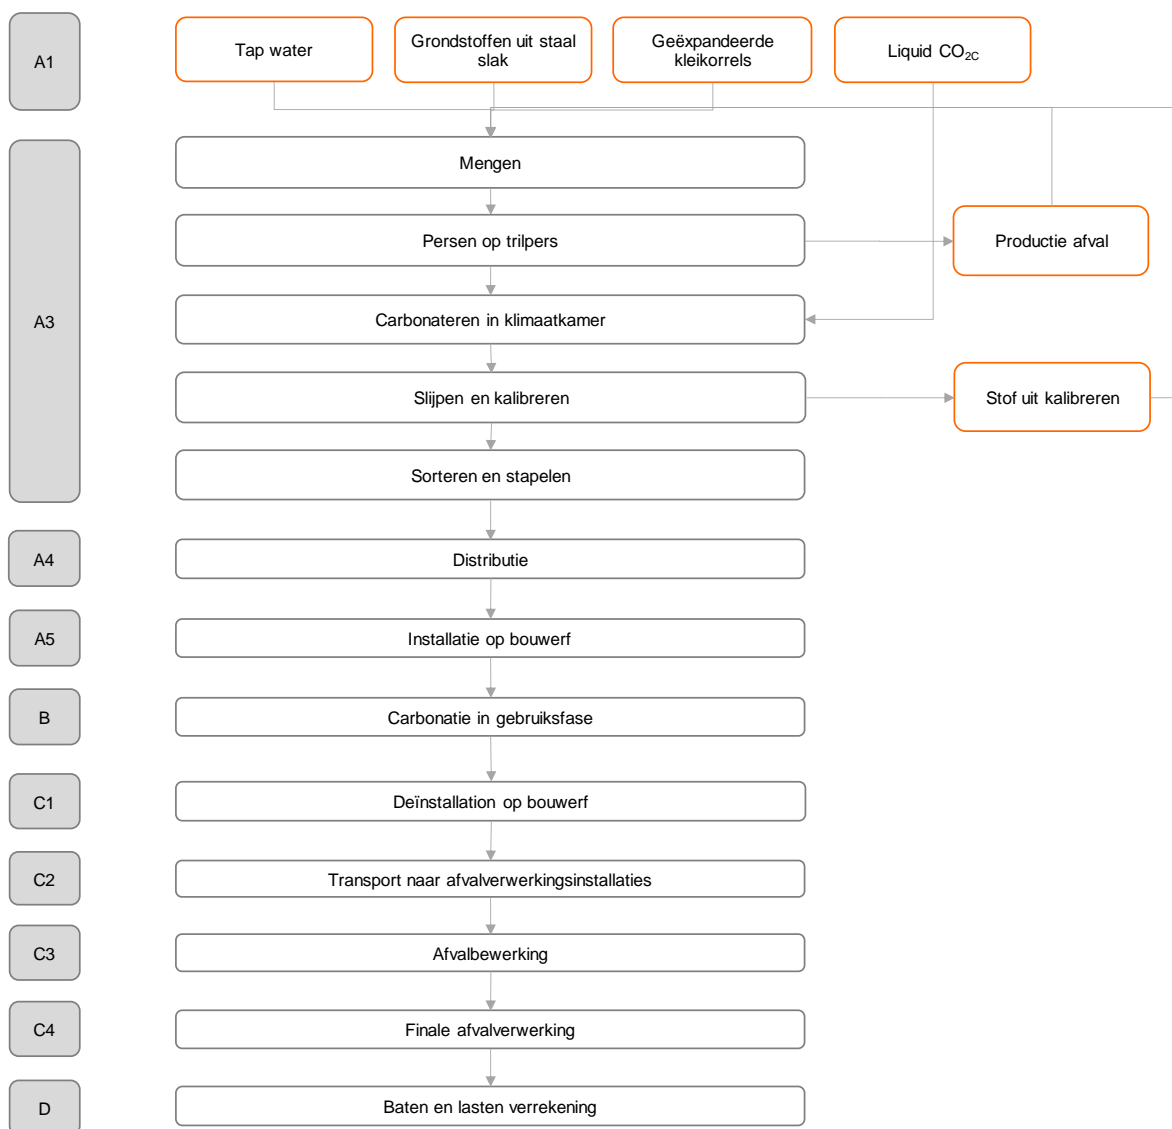 A1
Tap water
Grondstoffen uit staal
slak
Geëxpandeerde
kleikorrels
Liquid CO2C
A3
Mengen
Persen op trilpers
Productie afval
Carbonateren in klimaatkamer
Slijpen en kalibreren
Stof uit kalibreren
Sorteren en stapelen
A4
Distributie
A5
Installatie op bouwerf
B
Carbonatie in gebruiksfase
C1
Deïnstallation op bouwerf
C2
Transport naar afvalverwerkingsinstallaties
C3
Afvalbewerking
C4
Finale afvalverwerking
D
Baten en lasten verrekening